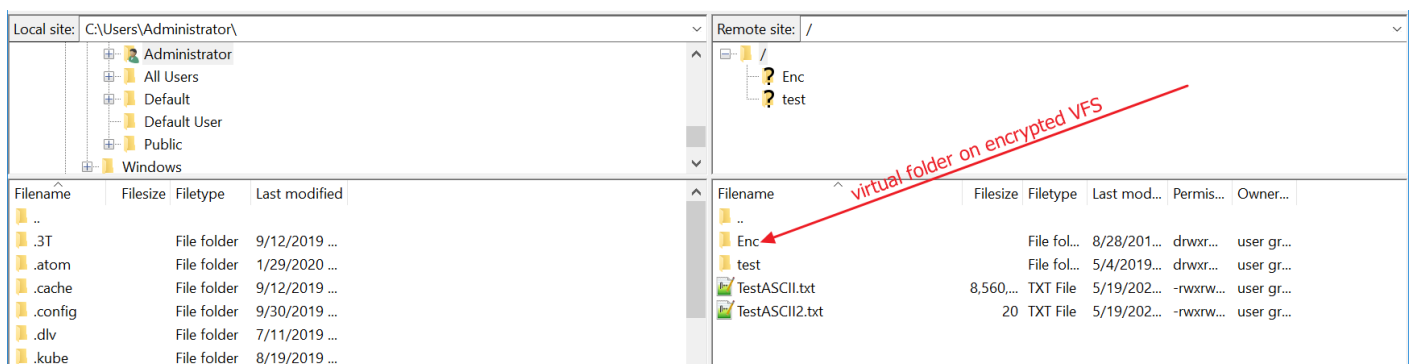 Local site: C:\Users\Administrator\
Administrator
All Users
Default
Default User
Public
Windows
Filename Filesize Filetype Last modified
..
.3T File folder 9/12/2019 ...
.atom File folder 1/29/2020 ...
.cache File folder 9/12/2019 ...
.config File folder 9/30/2019 ...
.dlv File folder 7/11/2019 ...
.kube File folder 8/19/2019 ...
Remote site: /
/
? Enc
? test
virtual folder on encrypted VFS
Filename Filesize Filetype Last mod... Permis... Owner...
..
Enc File fol... 8/28/201... drwxr... user gr...
test File fol... 5/4/2019... drwxr... user gr...
TestASCII.txt 8,560,... TXT File 5/19/202... -rwxrw... user gr...
TestASCII2.txt 20 TXT File 5/19/202... -rwxrw... user gr...